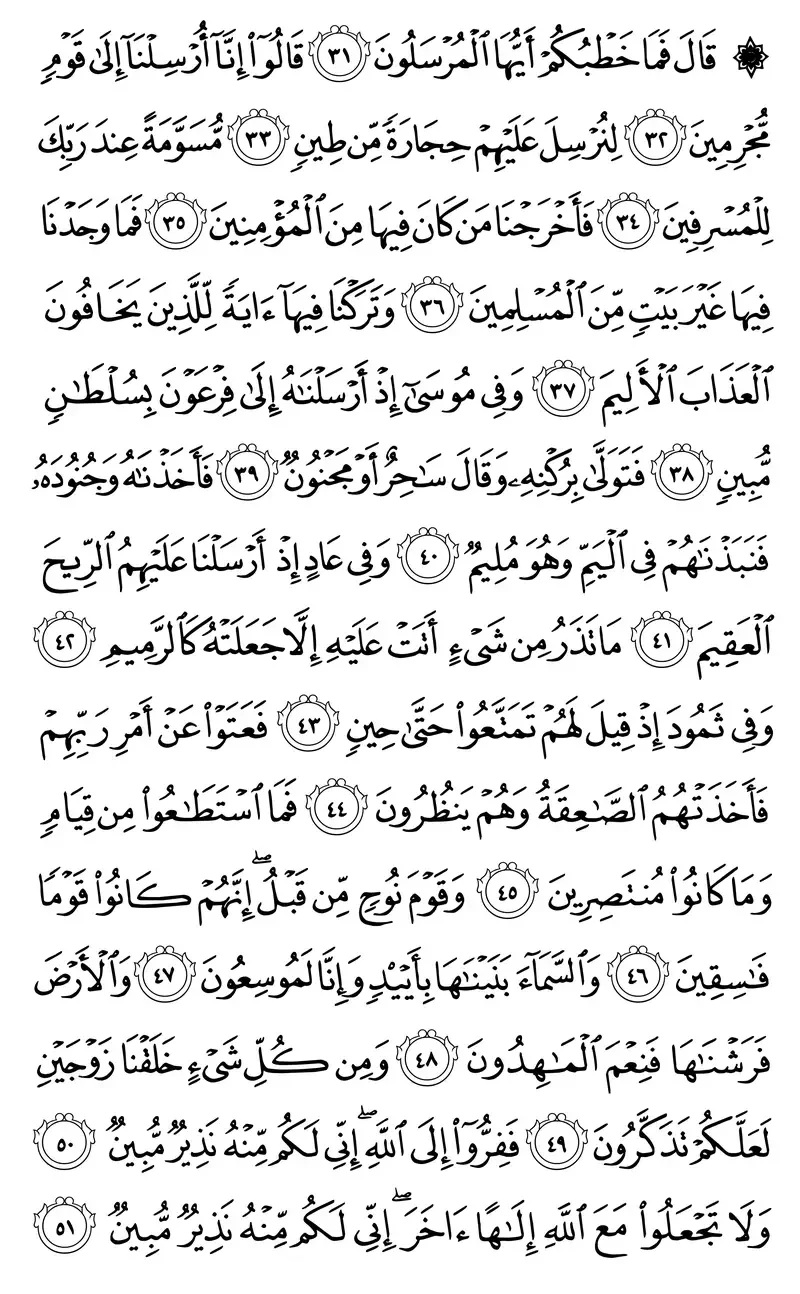 ۞ قَالَ فَمَا خَطْبُكُمْ أَيُّهَا ٱلْمُرْسَلُونَ ٣١ قَالُوٓا۟ إِنَّآ أُرْسِلْنَآ إِلَىٰ قَوْمٍ
مُّجْرِمِينَ ٣٢ لِنُرْسِلَ عَلَيْهِمْ حِجَارَةً مِّن طِينٍ ٣٣ مُّسَوَّمَةً عِندَ رَبِّكَ
لِلْمُسْرِفِينَ ٣٤ فَأَخْرَجْنَا مَن كَانَ فِيهَا مِنَ ٱلْمُؤْمِنِينَ ٣٥ فَمَا وَجَدْنَا
فِيهَا غَيْرَ بَيْتٍ مِّنَ ٱلْمُسْلِمِينَ ٣٦ وَتَرَكْنَا فِيهَآ ءَايَةً لِّلَّذِينَ يَخَافُونَ
ٱلْعَذَابَ ٱلْأَلِيمَ ٣٧ وَفِى مُوسَىٰٓ إِذْ أَرْسَلْنَٰهُ إِلَىٰ فِرْعَوْنَ بِسُلْطَٰنٍ
مُّبِينٍ ٣٨ فَتَوَلَّىٰ بِرُكْنِهِۦ وَقَالَ سَٰحِرٌ أَوْ مَجْنُونٌ ٣٩ فَأَخَذْنَٰهُ وَجُنُودَهُۥ
فَنَبَذْنَٰهُمْ فِى ٱلْيَمِّ وَهُوَ مُلِيمٌ ٤٠ وَفِى عَادٍ إِذْ أَرْسَلْنَا عَلَيْهِمُ ٱلرِّيحَ
ٱلْعَقِيمَ ٤١ مَا تَذَرُ مِن شَىْءٍ أَتَتْ عَلَيْهِ إِلَّا جَعَلَتْهُ كَٱلرَّمِيمِ ٤٢
وَفِى ثَمُودَ إِذْ قِيلَ لَهُمْ تَمَتَّعُوا۟ حَتَّىٰ حِينٍ ٤٣ فَعَتَوْا۟ عَنْ أَمْرِ رَبِّهِمْ
فَأَخَذَتْهُمُ ٱلصَّٰعِقَةُ وَهُمْ يَنظُرُونَ ٤٤ فَمَا ٱسْتَطَٰعُوا۟ مِن قِيَامٍ
وَمَا كَانُوا۟ مُنتَصِرِينَ ٤٥ وَقَوْمَ نُوحٍ مِّن قَبْلُ ۖ إِنَّهُمْ كَانُوا۟ قَوْمًا
فَٰسِقِينَ ٤٦ وَٱلسَّمَآءَ بَنَيْنَٰهَا بِأَيْي۟دٍ وَإِنَّا لَمُوسِعُونَ ٤٧ وَٱلْأَرْضَ
فَرَشْنَٰهَا فَنِعْمَ ٱلْمَٰهِدُونَ ٤٨ وَمِن كُلِّ شَىْءٍ خَلَقْنَا زَوْجَيْنِ
لَعَلَّكُمْ تَذَكَّرُونَ ٤٩ فَفِرُّوٓا۟ إِلَى ٱللَّهِ ۖ إِنِّى لَكُم مِّنْهُ نَذِيرٌ مُّبِينٌ ٥٠
وَلَا تَجْعَلُوا۟ مَعَ ٱللَّهِ إِلَٰهًا ءَاخَرَ ۖ إِنِّى لَكُم مِّنْهُ نَذِيرٌ مُّبِينٌ ٥١